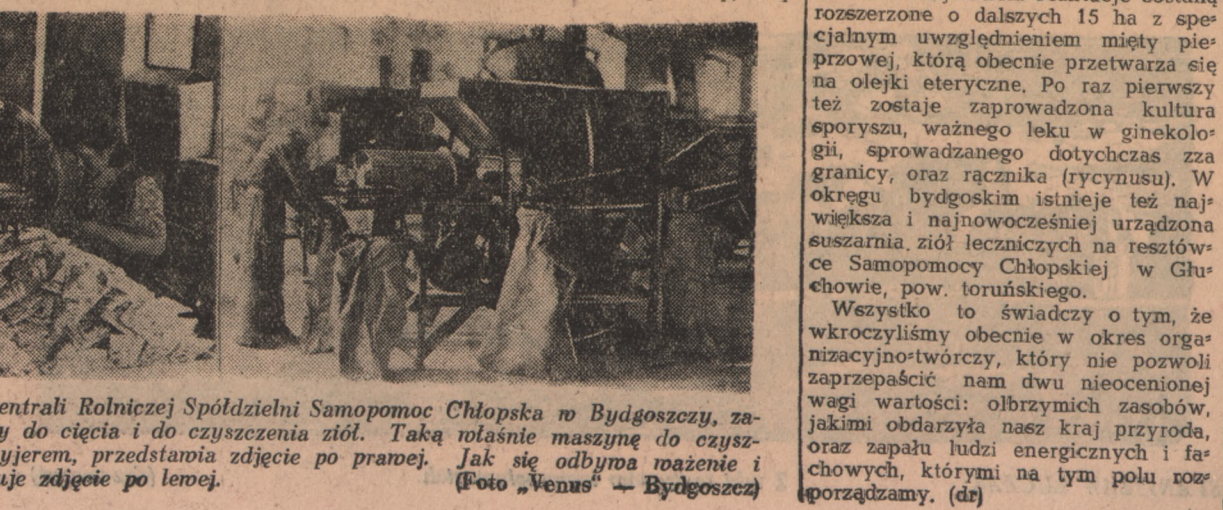 entrali Rolniczej Spółdzielni Samopomoc Chłopska w Bydgoszczy, za-
y do cięcia i do czyszczenia ziół. Taką właśnie maszynę do czysz-
yjerem, przedstawia zdjęcie po prawej. Jak się odbywa ważenie i
uje zdjęcie po lewej. (Foto „Venus“ — Bydgoszcz)
rozszerzone o dalszych 15 ha z spe-
cjalnym uwzględnieniem mięty pie-
przowej, którą obecnie przetwarza się
na olejki eteryczne. Po raz pierwszy
też zostaje zaprowadzona kultura
sporyszu, ważnego leku w ginekolo-
gii, sprowadzanego dotychczas zza
granicy, oraz rącznika (rycynusu). W
okręgu bydgoskim istnieje też naj-
większa i najnowocześniej urządzona
suszarnia ziół leczniczych na resztów-
ce Samopomocy Chłopskiej w Głu-
chowie, pow. toruńskiego.
Wszystko to świadczy o tym, że
wkroczyliśmy obecnie w okres orga-
nizacyjno-twórczy, który nie pozwoli
zaprzepaścić nam dwu nieocenionej
wagi wartości: olbrzymich zasobów,
jakimi obdarzyła nasz kraj przyroda,
oraz zapału ludzi energicznych i fa-
chowych, którymi na tym polu roz-
porządzamy. (dr)